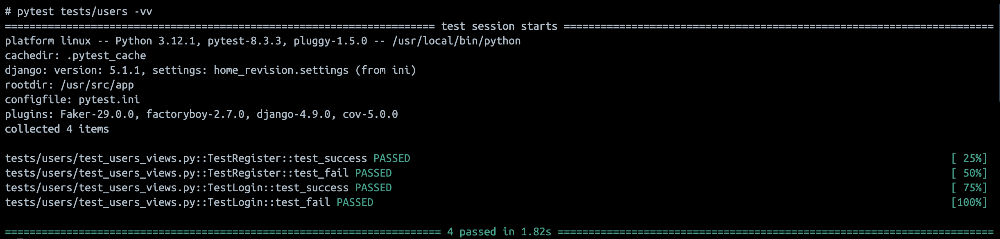 # pytest tests/users -vv
====================================================================== test session starts ======================================================================
platform linux -- Python 3.12.1, pytest-8.3.3, pluggy-1.5.0 -- /usr/local/bin/python
cachedir: .pytest_cache
django: version: 5.1.1, settings: home_revision.settings (from ini)
rootdir: /usr/src/app
configfile: pytest.ini
plugins: Faker-29.0.0, factoryboy-2.7.0, django-4.9.0, cov-5.0.0
collected 4 items
tests/users/test_users_views.py::TestRegister::test_success PASSED [ 25%]
tests/users/test_users_views.py::TestRegister::test_fail PASSED [ 50%]
tests/users/test_users_views.py::TestLogin::test_success PASSED [ 75%]
tests/users/test_users_views.py::TestLogin::test_fail PASSED [100%]
======================================================================= 4 passed in 1.82s =======================================================================